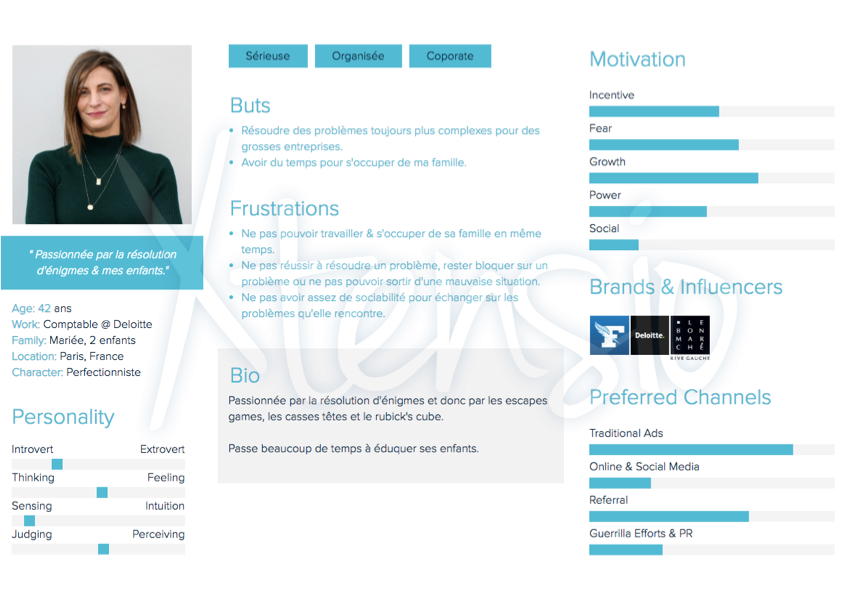 " Passionnée par la résolution
d'énigmes & mes enfants."
Age: 42 ans
Work: Comptable @ Deloitte
Family: Mariée, 2 enfants
Location: Paris, France
Character: Perfectionniste
Personality
Introvert Extrovert
Thinking Feeling
Sensing Intuition
Judging Perceiving
Sérieuse Organisée Coporate
Buts
• Résoudre des problèmes toujours plus complexes pour des
grosses entreprises.
• Avoir du temps pour s'occuper de ma famille.
Frustrations
• Ne pas pouvoir travailler & s'occuper de sa famille en même
temps.
• Ne pas réussir à résoudre un problème, rester bloquer sur un
problème ou ne pas pouvoir sortir d'une mauvaise situation.
• Ne pas avoir assez de sociabilité pour échanger sur les
problèmes qu'elle rencontre.
Bio
Passionnée par la résolution d'énigmes et donc par les escapes
games, les casses têtes et le rubick's cube.
Passe beaucoup de temps à éduquer ses enfants.
Motivation
Incentive
Fear
Growth
Power
Social
Brands & Influencers
F
Deloitte.
LE
BON
MARCHÉ
RIVE GAUCHE
Preferred Channels
Traditional Ads
Online & Social Media
Referral
Guerrilla Efforts & PR
Xtensio